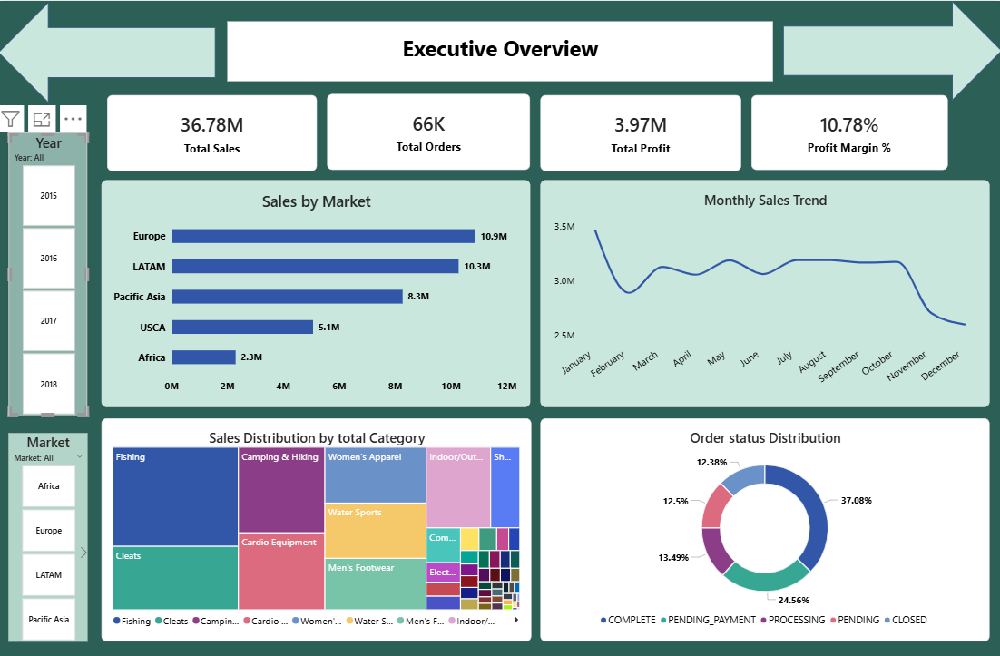 Executive Overview
36.78M
Total Sales
66K
Total Orders
3.97M
Total Profit
10.78%
Profit Margin %
Year
Year: All
2015
2016
2017
2018
Market
Market: All
Africa
Europe
LATAM
Pacific Asia
Sales by Market
Europe 10.9M
LATAM 10.3M
Pacific Asia 8.3M
USCA 5.1M
Africa 2.3M
0M 2M 4M 6M 8M 10M 12M
Monthly Sales Trend
3.5M
3.0M
2.5M
January February March April May June July August September October November December
Sales Distribution by total Category
Fishing
Cleats
Camping & Hiking
Cardio Equipment
Women's Apparel
Water Sports
Men's Footwear
Indoor/Out...
Sh...
Com...
Elect...
Fishing Cleats Campin... Cardio ... Women'... Water S... Men's F... Indoor/...
Order status Distribution
12.38%
37.08%
12.5%
13.49%
24.56%
COMPLETE PENDING_PAYMENT PROCESSING PENDING CLOSED